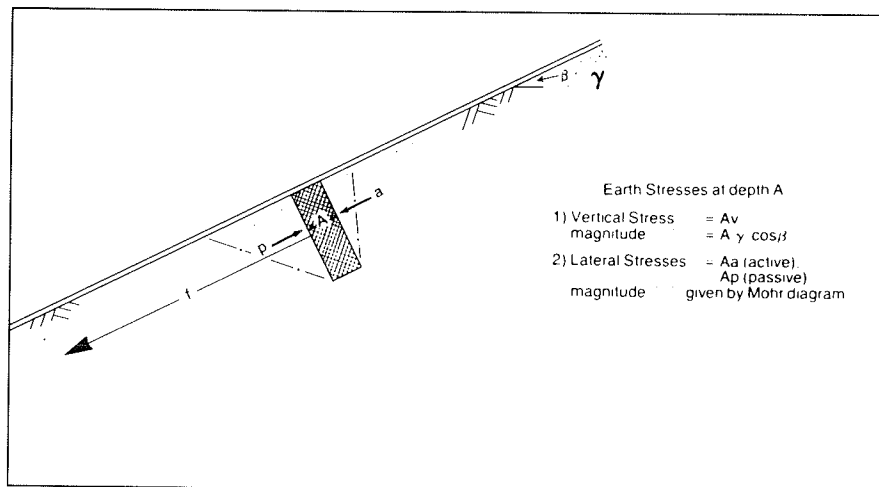 β
γ
A
a
p
f
Earth Stresses at depth A
1) Vertical Stress = Av
magnitude = A γ cosβ
2) Lateral Stresses = Aa (active).
Ap (passive)
magnitude given by Mohr diagram